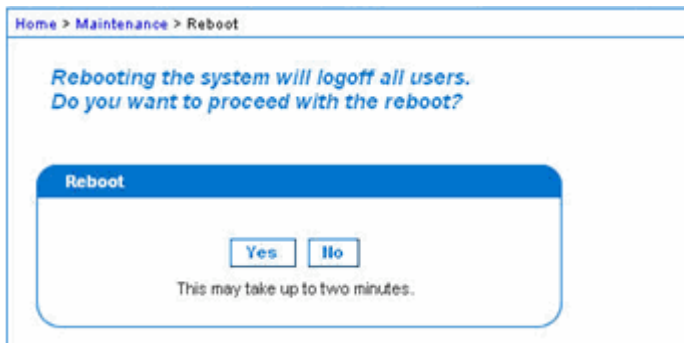 Home > Maintenance > Reboot
Rebooting the system will logoff all users.
Do you want to proceed with the reboot?
Reboot
Yes No
This may take up to two minutes.